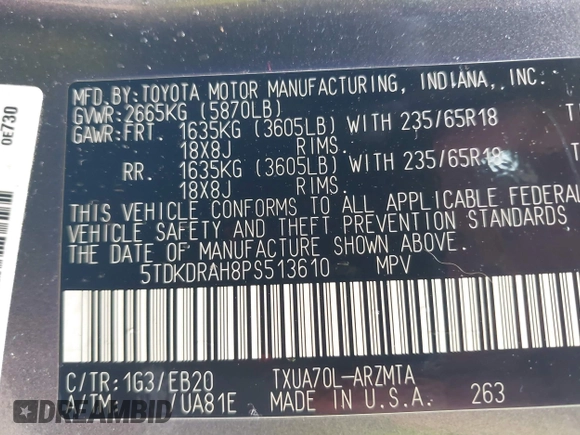 MFD. BY: TOYOTA MOTOR MANUFACTURING, INDIANA, INC.
GVWR: 2665KG (5870LB)
GAWR: FRT. 1635KG (3605LB) WITH 235/65R18
18X8J RIMS. T
RR. 1635KG (3605LB) WITH 235/65R18
18X8J RIMS. T
THIS VEHICLE CONFORMS TO ALL APPLICABLE FEDERAL
VEHICLE SAFETY AND THEFT PREVENTION STANDARDS
THE DATE OF MANUFACTURE SHOWN ABOVE.
5TDKDRAH8PS513610 MPV
C/TR: 1G3/EB20 TXUA70L-ARZMTA
A/TM: /UA81E MADE IN U.S.A. 263
0E730
AUTOHISTORY